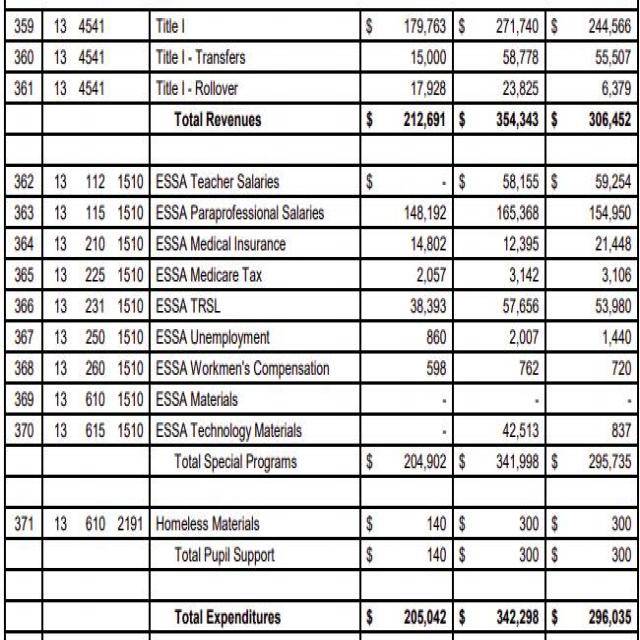 359 13 4541 Title I $ 179,763 $ 271,740 $ 244,566
360 13 4541 Title I - Transfers 15,000 58,778 55,507
361 13 4541 Title I - Rollover 17,928 23,825 6,379
Total Revenues $ 212,691 $ 354,343 $ 306,452
362 13 112 1510 ESSA Teacher Salaries $ - $ 58,155 $ 59,254
363 13 115 1510 ESSA Paraprofessional Salaries 148,192 165,368 154,950
364 13 210 1510 ESSA Medical Insurance 14,802 12,395 21,448
365 13 225 1510 ESSA Medicare Tax 2,057 3,142 3,106
366 13 231 1510 ESSA TRSL 38,393 57,656 53,980
367 13 250 1510 ESSA Unemployment 860 2,007 1,440
368 13 260 1510 ESSA Workmen's Compensation 598 762 720
369 13 610 1510 ESSA Materials - - -
370 13 615 1510 ESSA Technology Materials - 42,513 837
Total Special Programs $ 204,902 $ 341,998 $ 295,735
371 13 610 2191 Homeless Materials $ 140 $ 300 $ 300
Total Pupil Support $ 140 $ 300 $ 300
Total Expenditures $ 205,042 $ 342,298 $ 296,035